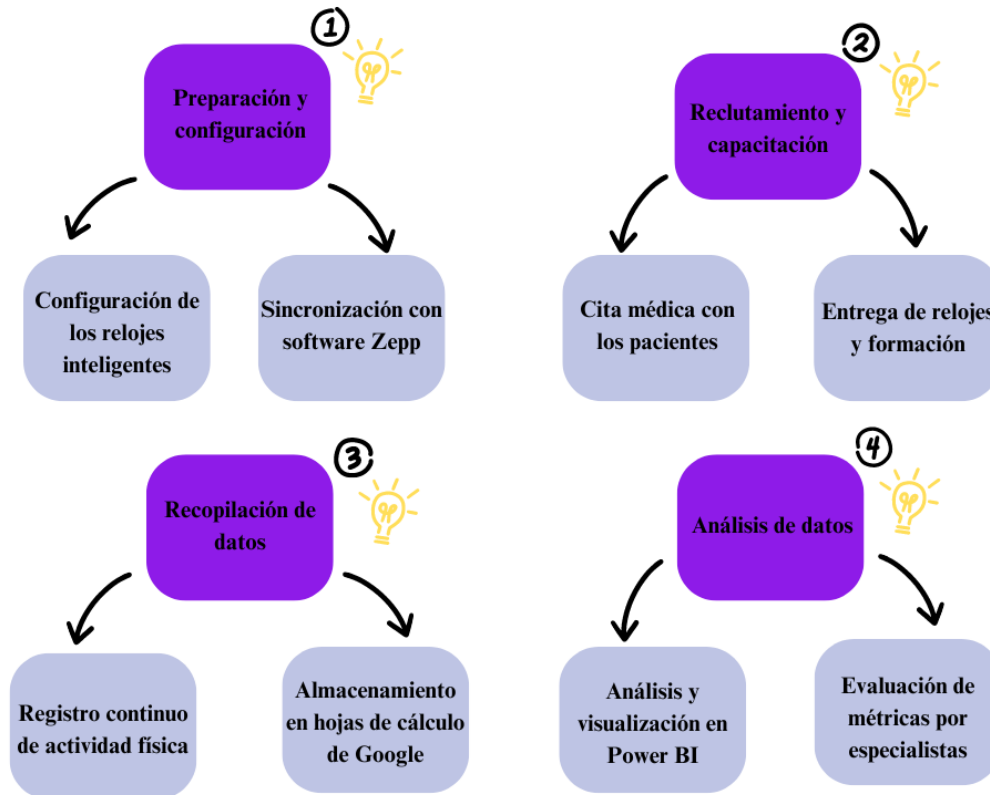 1
Preparación y
configuración
Configuración de
los relojes
inteligentes
Sincronización con
software Zepp
2
Reclutamiento y
capacitación
Cita médica con
los pacientes
Entrega de relojes
y formación
3
Recopilación de
datos
Registro continuo
de actividad física
Almacenamiento
en hojas de cálculo
de Google
4
Análisis de datos
Análisis y
visualización en
Power BI
Evaluación de
métricas por
especialistas